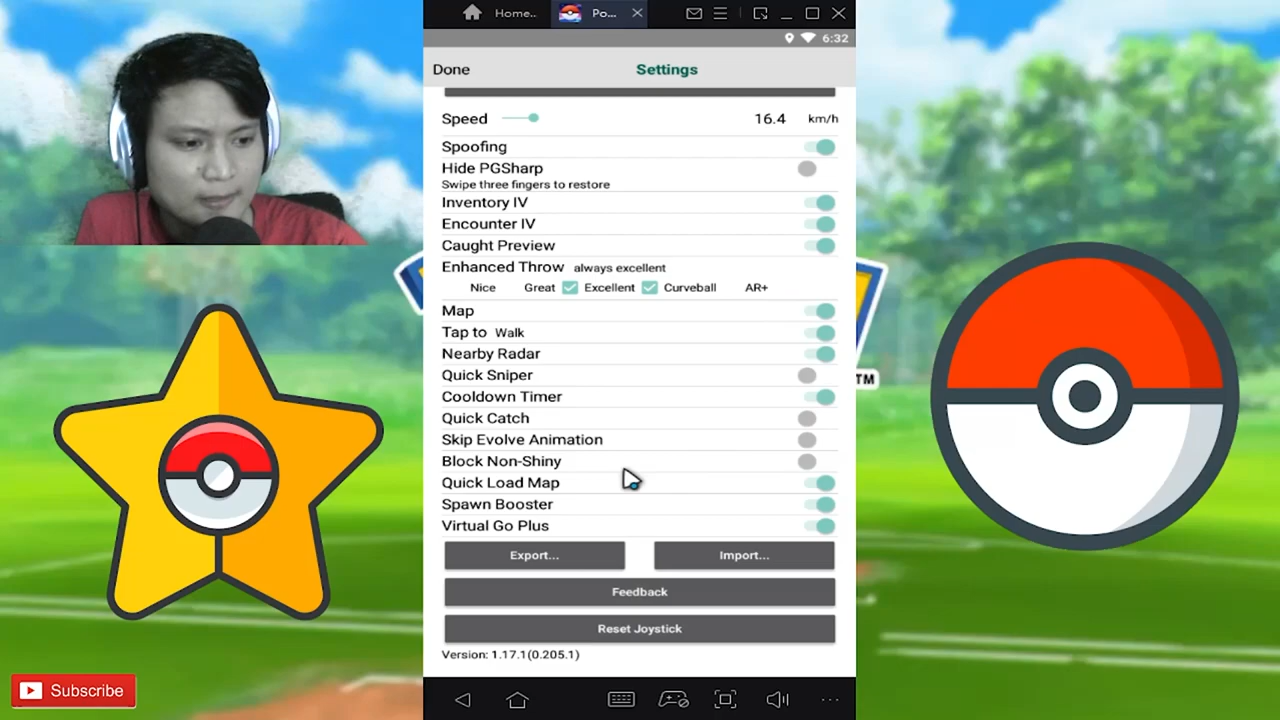 Home..
Po...
6:32
Done
Settings
Speed
16.4
km/h
Spoofing
Hide PGSharp
Swipe three fingers to restore
Inventory IV
Encounter IV
Caught Preview
Enhanced Throw always excellent
Nice Great Excellent Curveball AR+
Map
Tap to Walk
Nearby Radar
Quick Sniper
Cooldown Timer
Quick Catch
Skip Evolve Animation
Block Non-Shiny
Quick Load Map
Spawn Booster
Virtual Go Plus
Export...
Import...
Feedback
Reset Joystick
Version: 1.17.1(0.205.1)
TM
Subscribe